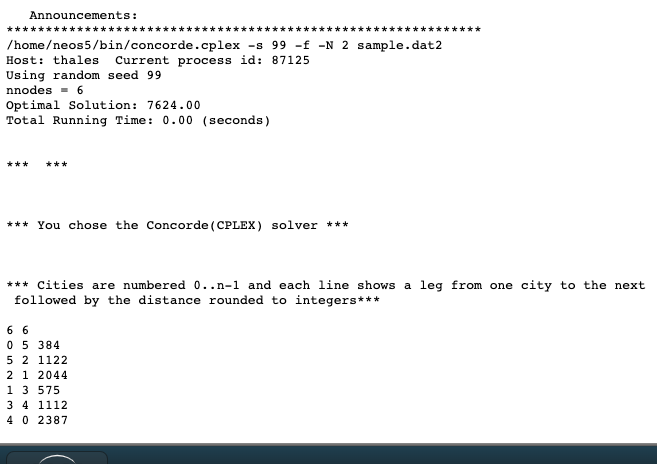 Announcements:
*************************************************************
/home/neos5/bin/concorde.cplex -s 99 -f -N 2 sample.dat2
Host: thales  Current process id: 87125
Using random seed 99
nnodes = 6
Optimal Solution: 7624.00
Total Running Time: 0.00 (seconds)
***  ***
*** You chose the Concorde(CPLEX) solver ***
*** Cities are numbered 0..n-1 and each line shows a leg from one city to the next
followed by the distance rounded to integers***
6 6
0 5 384
5 2 1122
2 1 2044
1 3 575
3 4 1112
4 0 2387